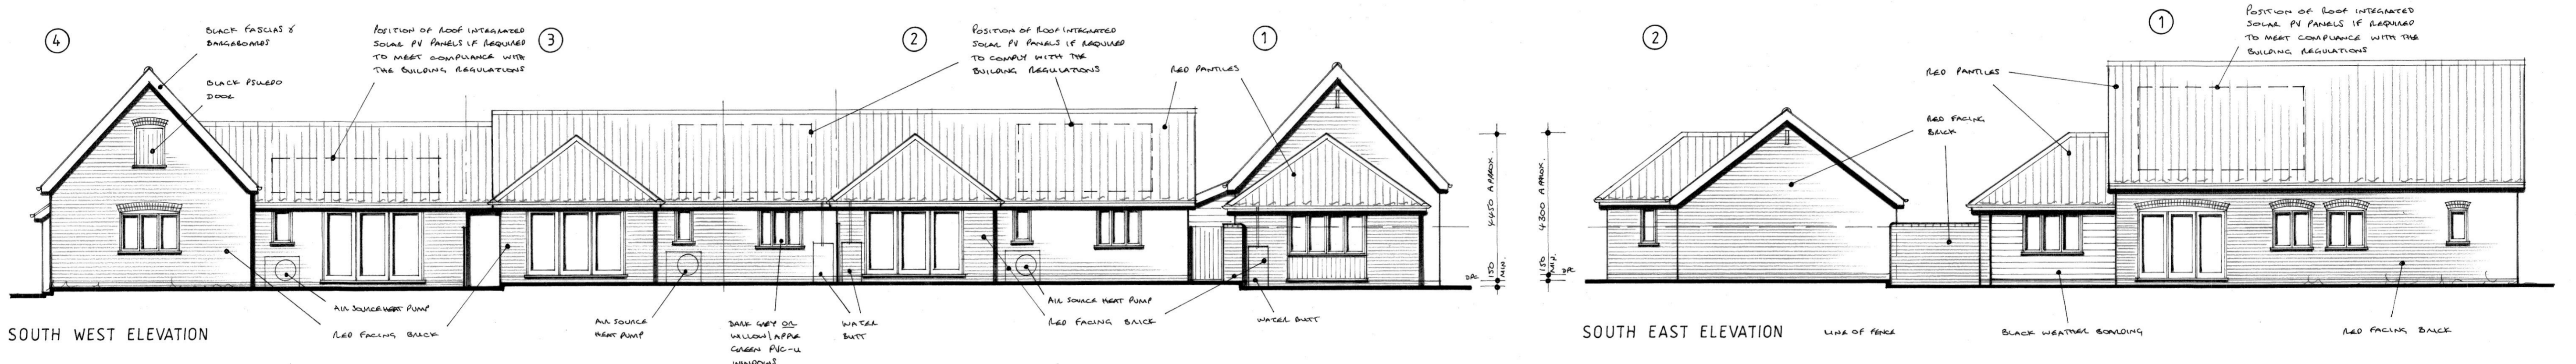 4
BLACK FASCIAS &
BARGEBOARDS
BLACK PSUEDO
DOOR
POSITION OF ROOF INTEGRATED
SOLAR PV PANELS IF REQUIRED
TO MEET COMPLIANCE WITH
THE BUILDING REGULATIONS
3
2
POSITION OF ROOF INTEGRATED
SOLAR PV PANELS IF REQUIRED
TO COMPLY WITH THE
BUILDING REGULATIONS
RED PANTILES
1
4450 APPROX.
150
MIN.
DPC
AIR SOURCE HEAT PUMP
RED FACING BRICK
AIR SOURCE
HEAT PUMP
DARK GREY OR
WILLOW/APPLE
GREEN PVC-U
WINDOWS
WATER
BUTT
AIR SOURCE HEAT PUMP
RED FACING BRICK
WATER BUTT
SOUTH WEST ELEVATION
2
1
POSITION OF ROOF INTEGRATED
SOLAR PV PANELS IF REQUIRED
TO MEET COMPLIANCE WITH THE
BUILDING REGULATIONS
RED PANTILES
RED FACING
BRICK
4300 APPROX.
150
MIN.
DPC
SOUTH EAST ELEVATION
LINE OF FENCE
BLACK WEATHER BOARDING
RED FACING BRICK